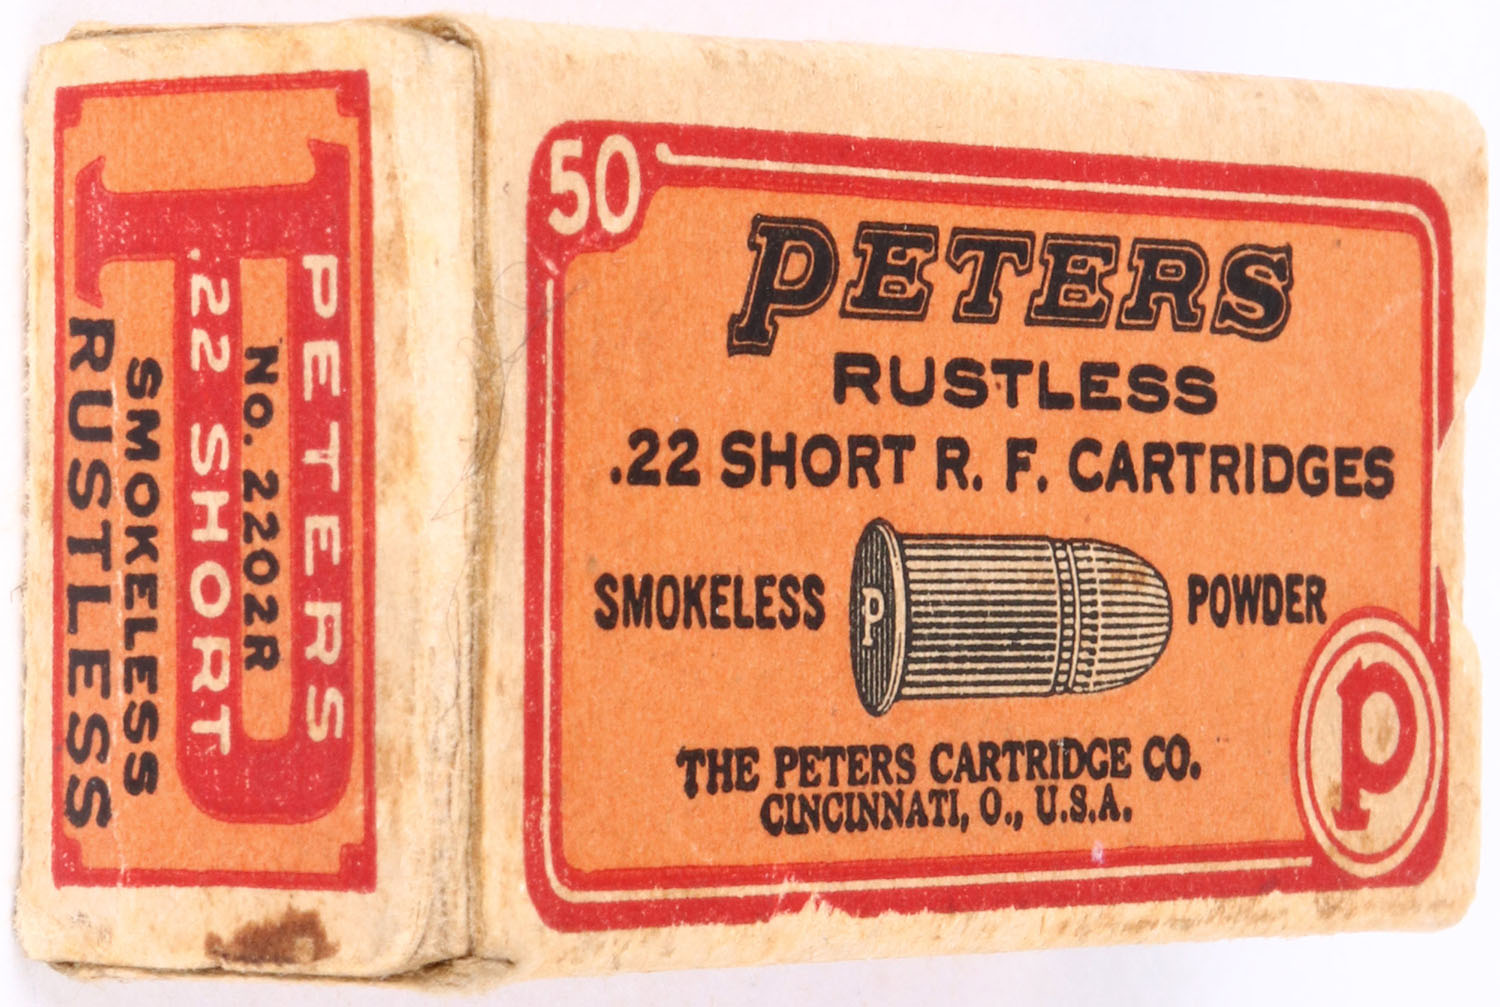 50
PETERS
RUSTLESS
.22 SHORT R. F. CARTRIDGES
SMOKELESS P POWDER
THE PETERS CARTRIDGE CO.
CINCINNATI, O., U.S.A.
P
PETERS
No. 2202R
.22 SHORT
SMOKELESS
RUSTLESS
P